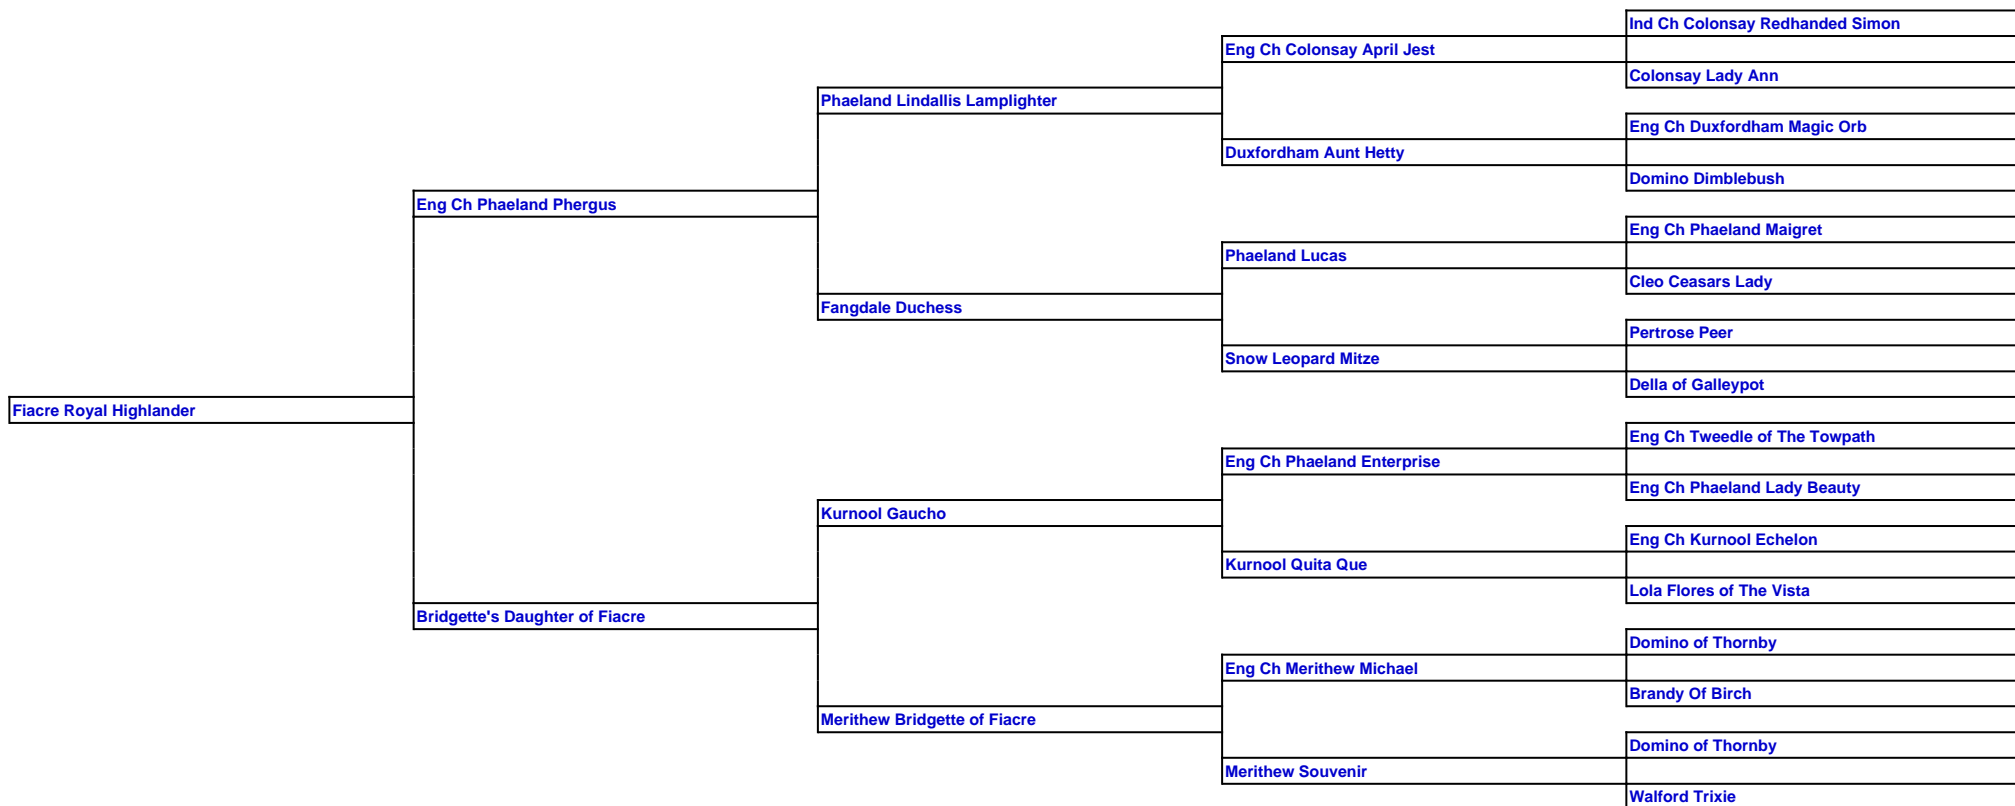 Ind Ch Colonsay Redhanded Simon
Eng Ch Colonsay April Jest
Colonsay Lady Ann
Phaeland Lindallis Lamplighter
Eng Ch Duxfordham Magic Orb
Duxfordham Aunt Hetty
Domino Dimblebush
Eng Ch Phaeland Phergus
Eng Ch Phaeland Maigret
Phaeland Lucas
Cleo Ceasars Lady
Fangdale Duchess
Pertrose Peer
Snow Leopard Mitze
Della of Galleypot
Fiacre Royal Highlander
Eng Ch Tweedle of The Towpath
Eng Ch Phaeland Enterprise
Eng Ch Phaeland Lady Beauty
Kurnool Gaucho
Eng Ch Kurnool Echelon
Kurnool Quita Que
Lola Flores of The Vista
Bridgette's Daughter of Fiacre
Domino of Thornby
Eng Ch Merithew Michael
Brandy Of Birch
Merithew Bridgette of Fiacre
Domino of Thornby
Merithew Souvenir
Walford Trixie